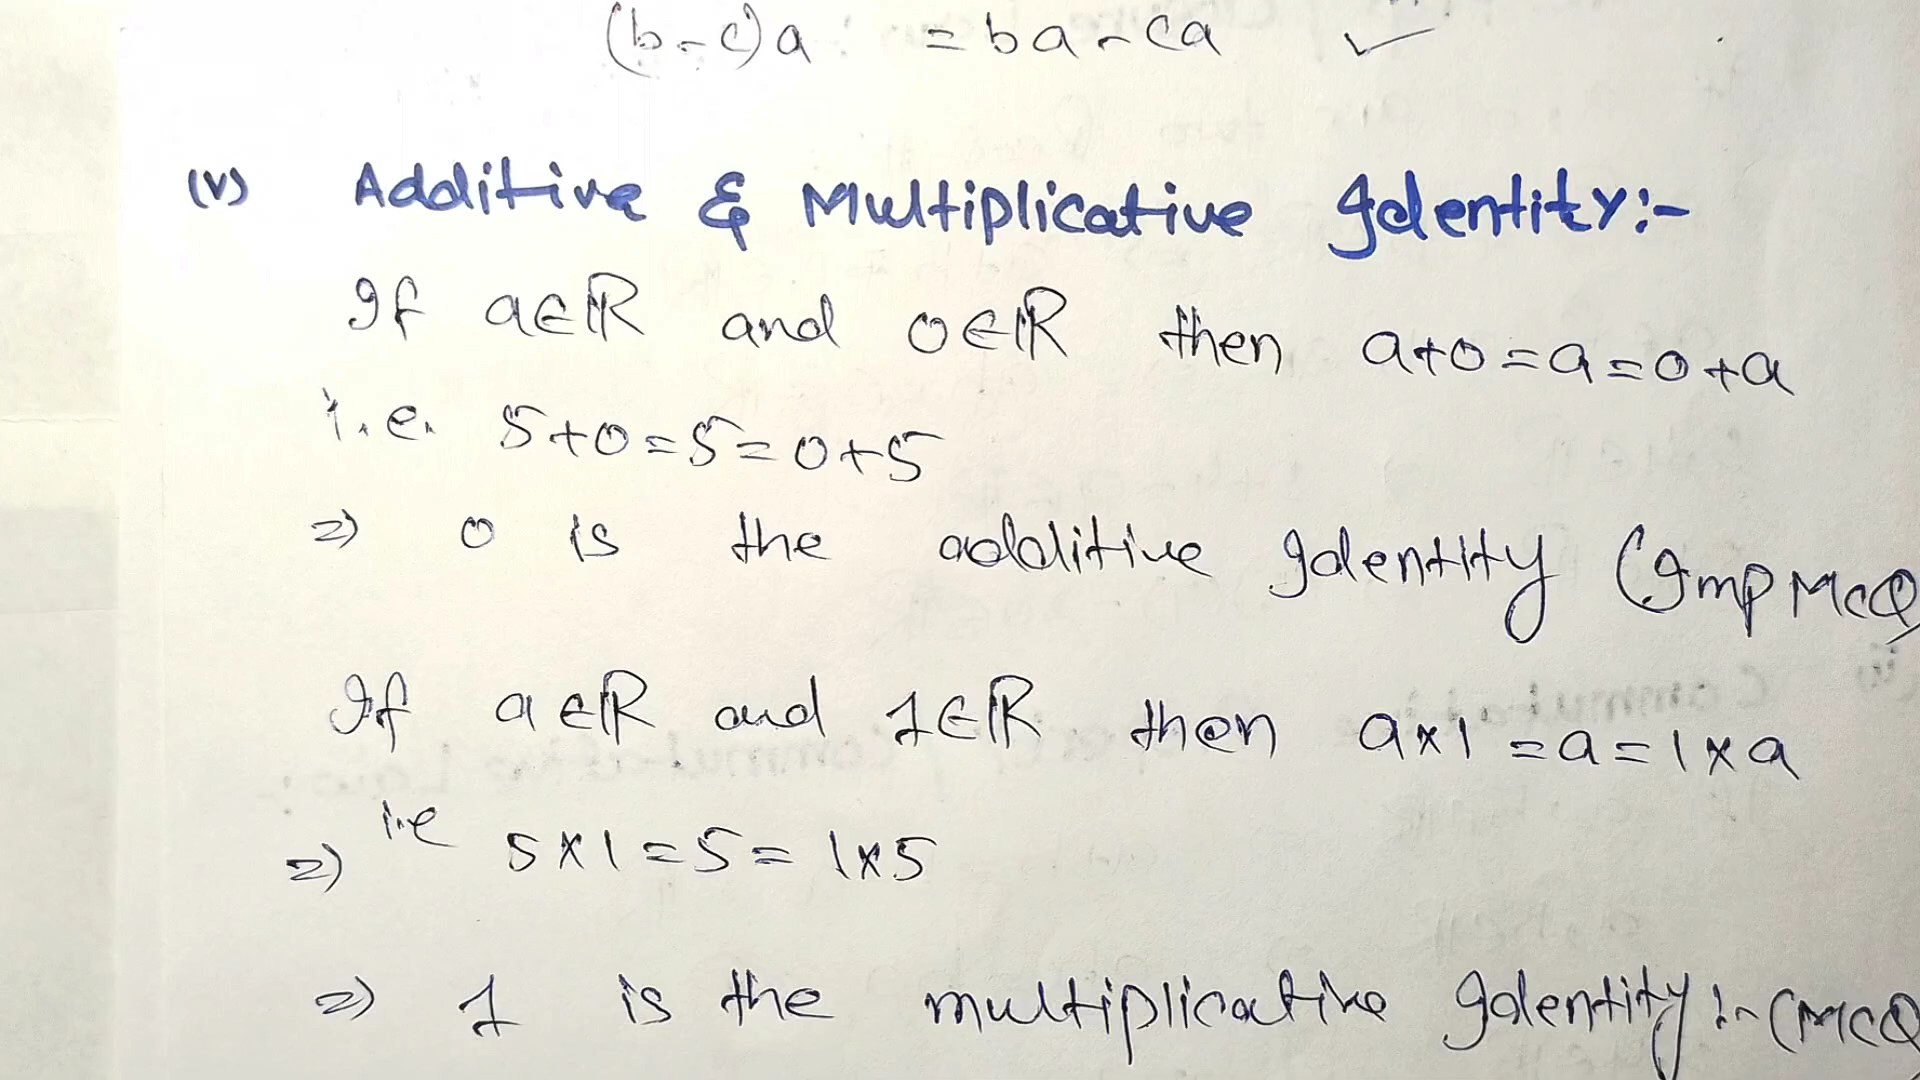 (b-c)a = ba-ca ✓
(v) Additive & Multiplicative Identity:-
If a∈ℝ and 0∈ℝ then a+0=a=0+a
i.e. 5+0=5=0+5
⇒ 0 is the additive Identity (Imp McQ)
If a∈ℝ and 1∈ℝ then a×1=a=1×a
⇒ i.e 5×1=5=1×5
⇒ 1 is the multiplicative Identity:- (McQ